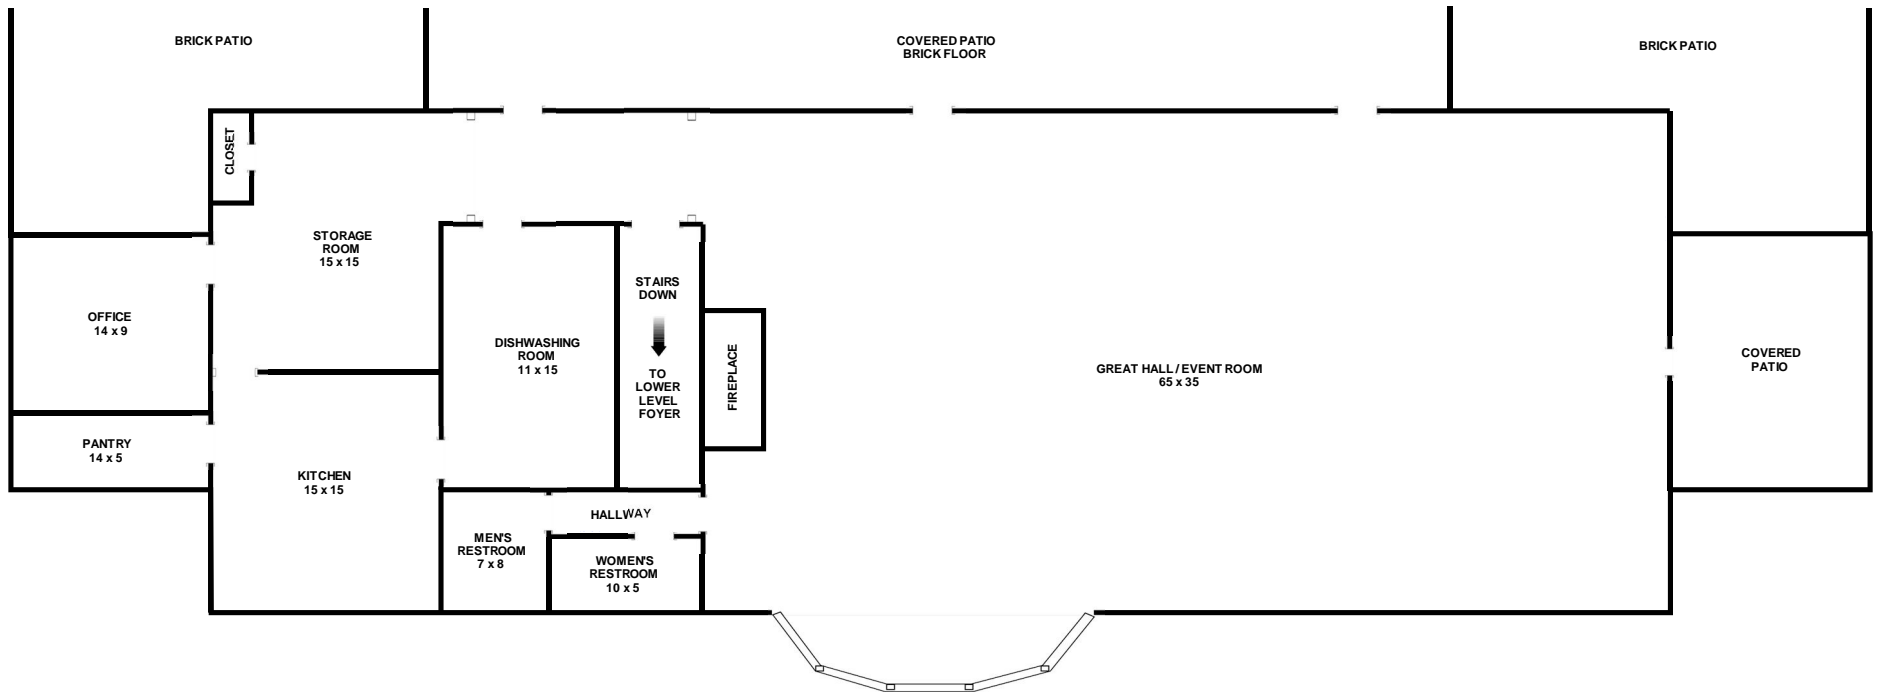 BRICK PATIO
COVERED PATIO
BRICK FLOOR
BRICK PATIO
CLOSET
STORAGE
ROOM
15 x 15
OFFICE
14 x 9
STAIRS
DOWN
DISHWASHING
ROOM
11 x 15
TO
LOWER
LEVEL
FOYER
FIREPLACE
GREAT HALL / EVENT ROOM
65 x 35
COVERED
PATIO
PANTRY
14 x 5
KITCHEN
15 x 15
HALLWAY
MEN'S
RESTROOM
7 x 8
WOMEN'S
RESTROOM
10 x 5